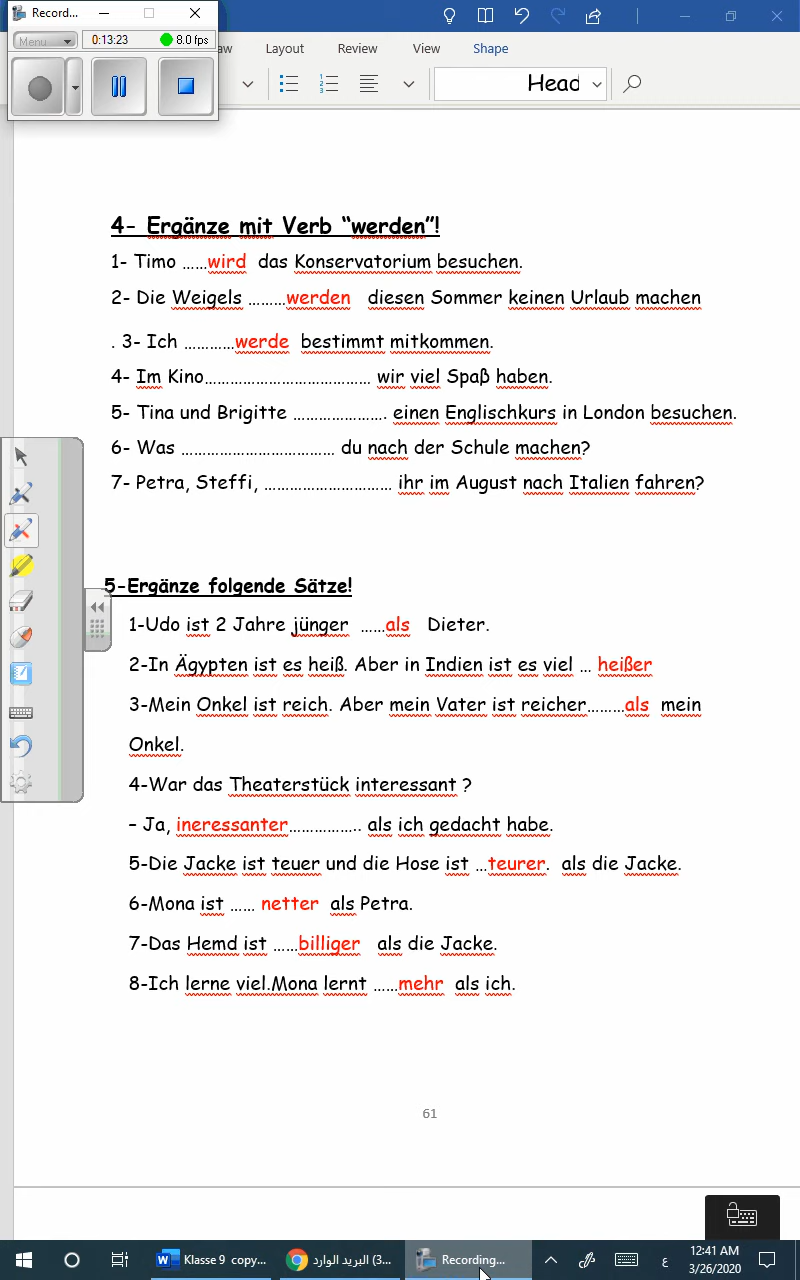 Record...
Menu
0:13:23
8.0 fps
Layout
Review
View
Shape
Head
4- Ergänze mit Verb “werden”!
1- Timo ……wird das Konservatorium besuchen.
2- Die Weigels ………werden diesen Sommer keinen Urlaub machen
. 3- Ich …………werde bestimmt mitkommen.
4- Im Kino………………………………… wir viel Spaß haben.
5- Tina und Brigitte …………………. einen Englischkurs in London besuchen.
6- Was ……………………………… du nach der Schule machen?
7- Petra, Steffi, ………………………… ihr im August nach Italien fahren?
5-Ergänze folgende Sätze!
1-Udo ist 2 Jahre jünger ……als Dieter.
2-In Ägypten ist es heiß. Aber in Indien ist es viel … heißer
3-Mein Onkel ist reich. Aber mein Vater ist reicher………als mein
Onkel.
4-War das Theaterstück interessant ?
– Ja, ineressanter…………….. als ich gedacht habe.
5-Die Jacke ist teuer und die Hose ist …teurer. als die Jacke.
6-Mona ist …… netter als Petra.
7-Das Hemd ist ……billiger als die Jacke.
8-Ich lerne viel.Mona lernt ……mehr als ich.
61
Klasse 9 copy...
البريد الوارد (3...
Recording...
ع
12:41 AM
3/26/2020